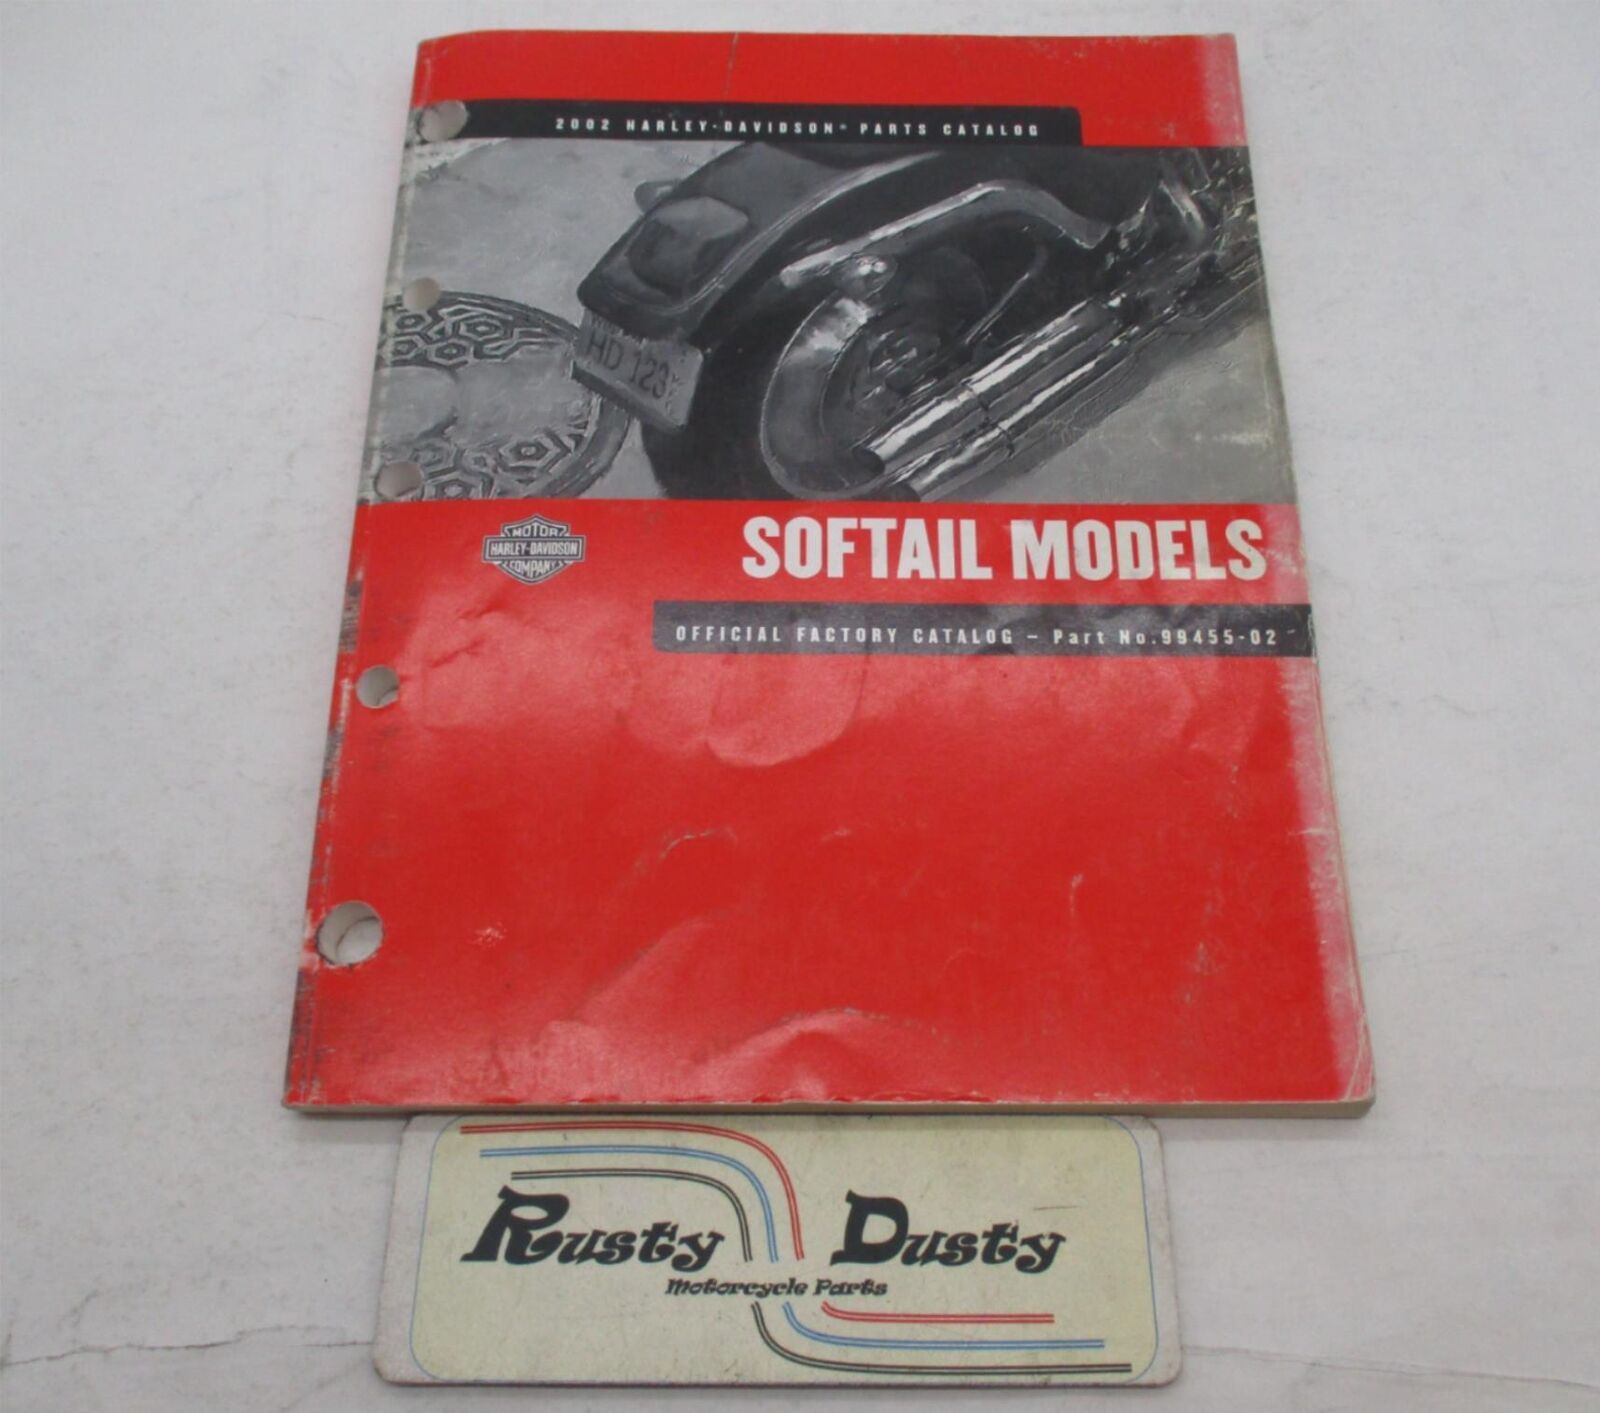 2002 HARLEY-DAVIDSON® PARTS CATALOG
HD 123
MOTOR
HARLEY-DAVIDSON
COMPANY
SOFTAIL MODELS
OFFICIAL FACTORY CATALOG – Part No. 99455-02
Rusty Dusty
Motorcycle Parts